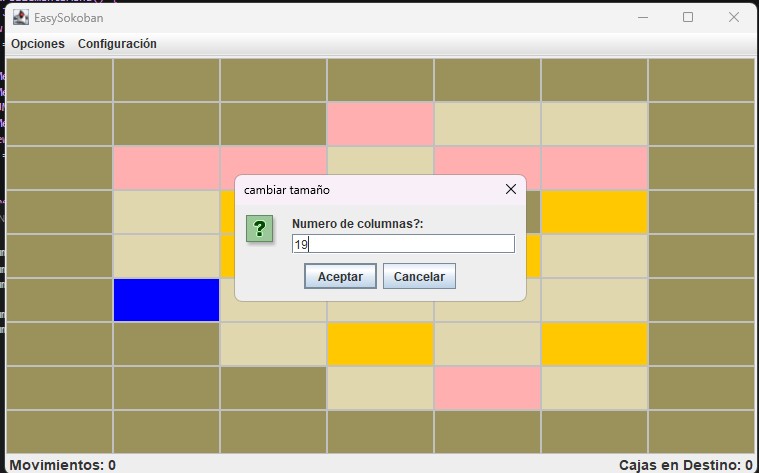 EasySokoban
Opciones Configuración
cambiar tamaño
Numero de columnas?:
19
Aceptar Cancelar
Movimientos: 0 Cajas en Destino: 0